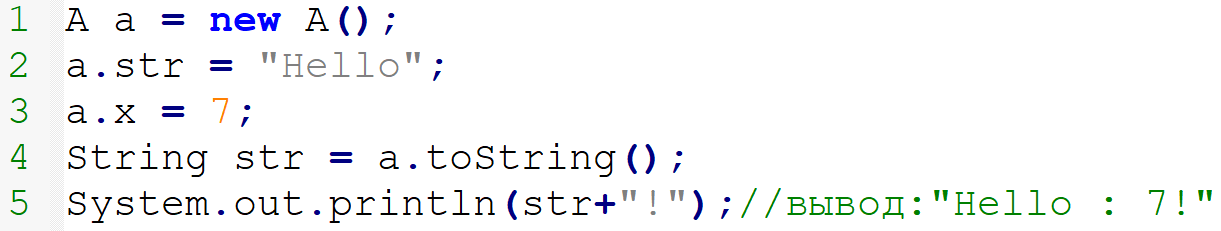 1 A a = new A();
2 a.str = "Hello";
3 a.x = 7;
4 String str = a.toString();
5 System.out.println(str+"!");//вывод:"Hello : 7!"